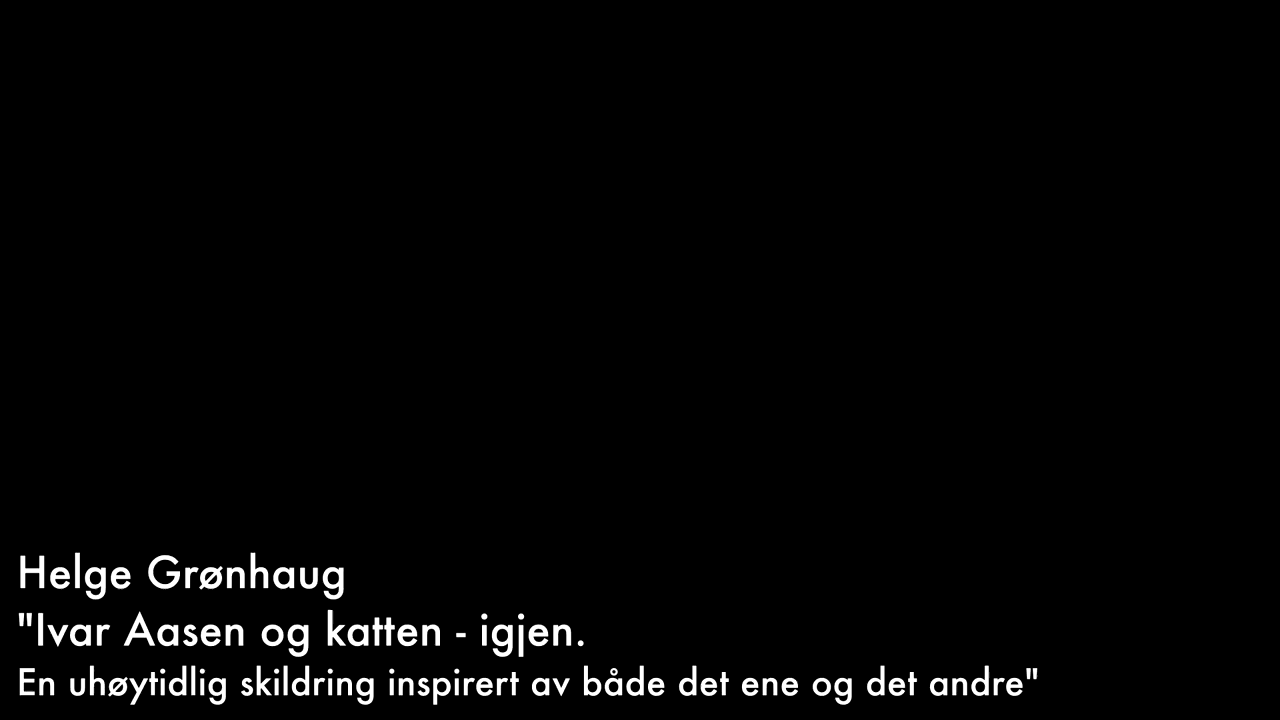 Helge Grønhaug
"Ivar Aasen og katten - igjen.
En uhøytidlig skildring inspirert av både det ene og det andre"